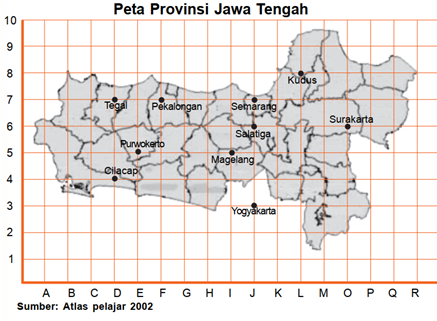 Peta Provinsi Jawa Tengah
10
9
8
Kudus
7
Tegal Pekalongan Semarang
Surakarta
6
Salatiga
Purwokerto
5
Magelang
Cilacap
4
3
Yogyakarta
2
1
A B C D E F G H I J K L M N O P Q R
Sumber: Atlas pelajar 2002